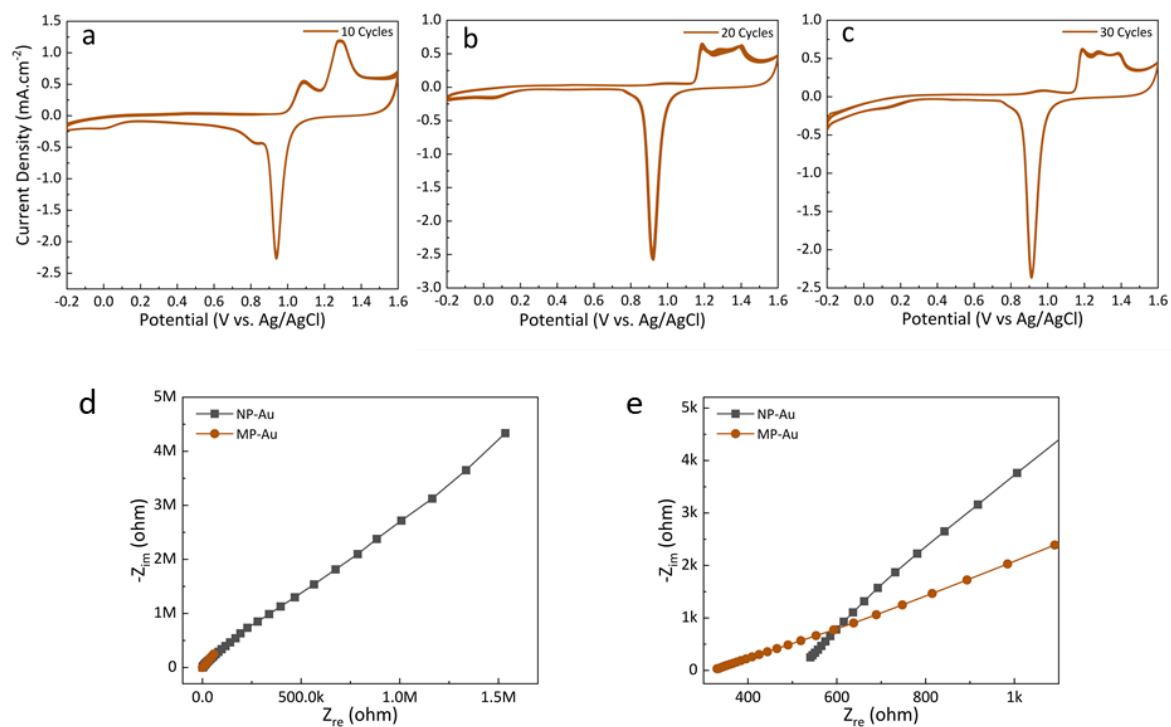 a
10 Cycles
1.5
1.0
0.5
0.0
-0.5
-1.0
-1.5
-2.0
-2.5
Current Density (mA.cm-2)
-0.2 0.0 0.2 0.4 0.6 0.8 1.0 1.2 1.4 1.6
Potential (V vs. Ag/AgCl)
b
20 Cycles
1.0
0.5
0.0
-0.5
-1.0
-1.5
-2.0
-2.5
-3.0
-0.2 0.0 0.2 0.4 0.6 0.8 1.0 1.2 1.4 1.6
Potential (V vs. Ag/AgCl)
c
30 Cycles
1.0
0.5
0.0
-0.5
-1.0
-1.5
-2.0
-2.5
-0.2 0.0 0.2 0.4 0.6 0.8 1.0 1.2 1.4 1.6
Potential (V vs Ag/AgCl)
d
NP-Au
MP-Au
5M
4M
3M
2M
1M
0
-Zim (ohm)
0.0 500.0k 1.0M 1.5M
Zre (ohm)
e
NP-Au
MP-Au
5k
4k
3k
2k
1k
0
-Zim (ohm)
400 600 800 1k
Zre (ohm)